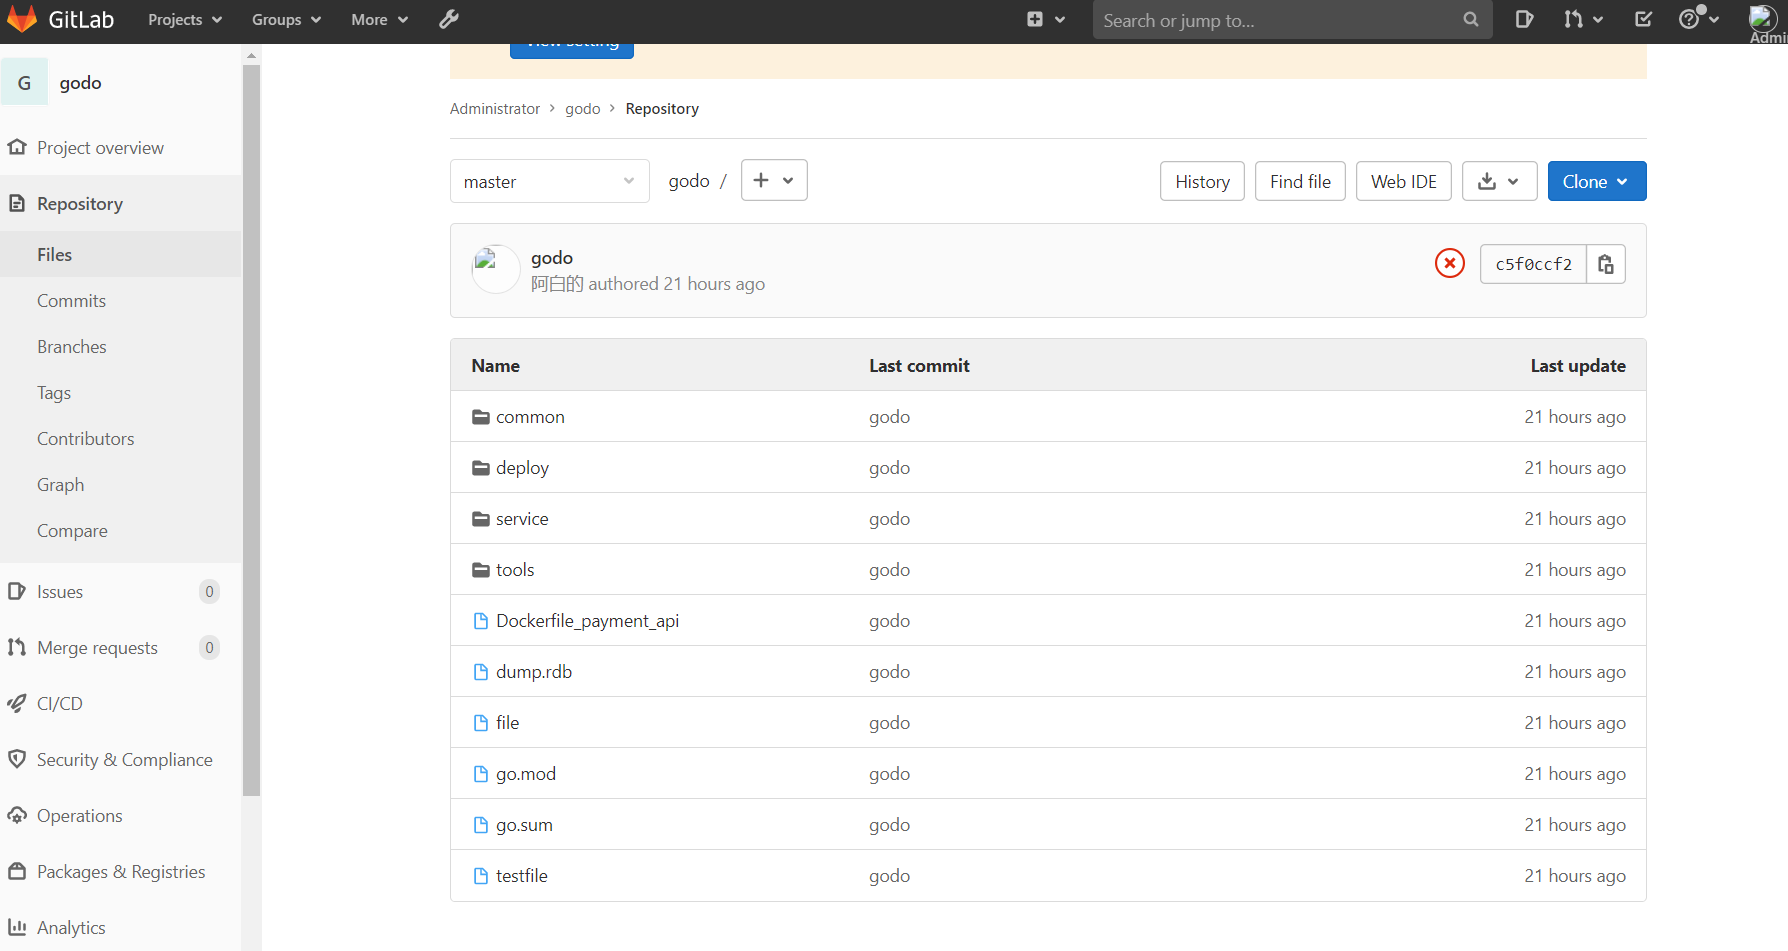 GitLab Projects Groups More Search or jump to...
Admin
View setting
G godo
Administrator > godo > Repository
Project overview
Repository
Files
Commits
Branches
Tags
Contributors
Graph
Compare
Issues 0
Merge requests 0
CI/CD
Security & Compliance
Operations
Packages & Registries
Analytics
master godo / + History Find file Web IDE Clone
godo
阿白的 authored 21 hours ago
c5f0ccf2
Name Last commit Last update
common godo 21 hours ago
deploy godo 21 hours ago
service godo 21 hours ago
tools godo 21 hours ago
Dockerfile_payment_api godo 21 hours ago
dump.rdb godo 21 hours ago
file godo 21 hours ago
go.mod godo 21 hours ago
go.sum godo 21 hours ago
testfile godo 21 hours ago